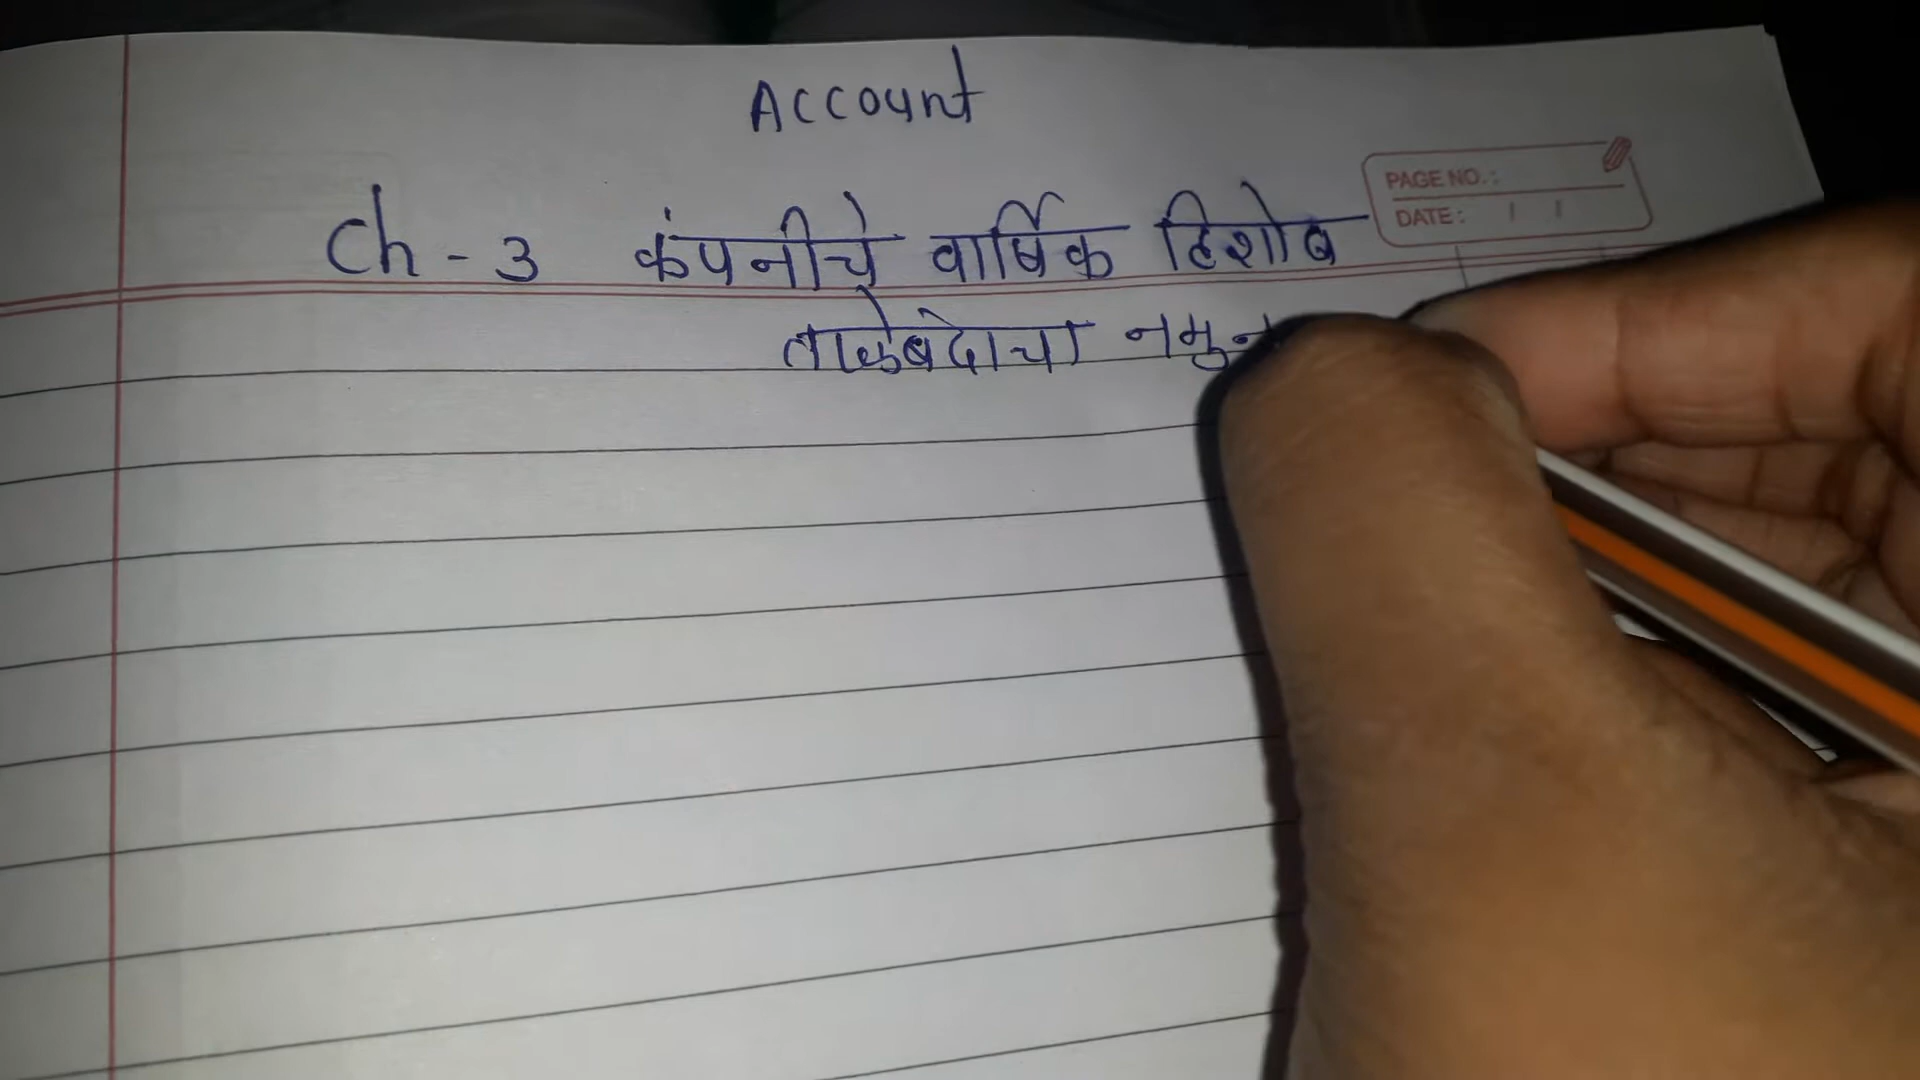 Account
PAGE NO.:
DATE: / /
Ch - 3 कंपनीचे वार्षिक हिशोब
ताळेबंदाचा